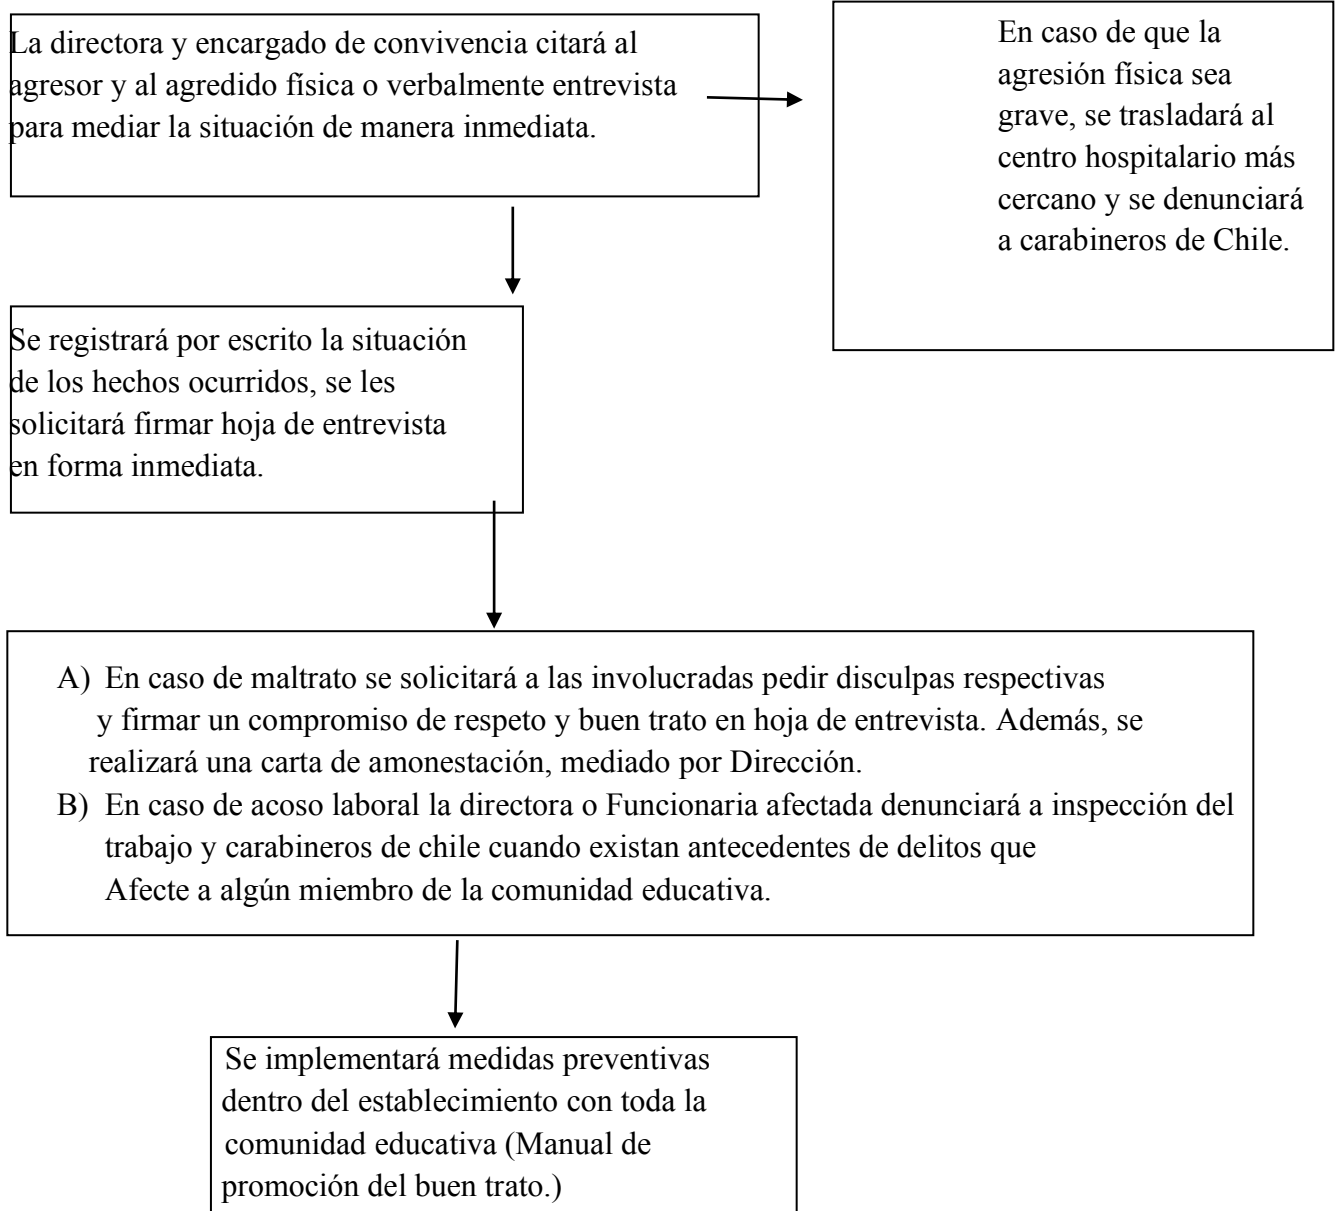 La directora y encargado de convivencia citará al
agresor y al agredido física o verbalmente entrevista
para mediar la situación de manera inmediata.
En caso de que la
agresión física sea
grave, se trasladará al
centro hospitalario más
cercano y se denunciará
a carabineros de Chile.
Se registrará por escrito la situación
de los hechos ocurridos, se les
solicitará firmar hoja de entrevista
en forma inmediata.
A) En caso de maltrato se solicitará a las involucradas pedir disculpas respectivas
y firmar un compromiso de respeto y buen trato en hoja de entrevista. Además, se
realizará una carta de amonestación, mediado por Dirección.
B) En caso de acoso laboral la directora o Funcionaria afectada denunciará a inspección del
trabajo y carabineros de chile cuando existan antecedentes de delitos que
Afecte a algún miembro de la comunidad educativa.
Se implementará medidas preventivas
dentro del establecimiento con toda la
comunidad educativa (Manual de
promoción del buen trato.)